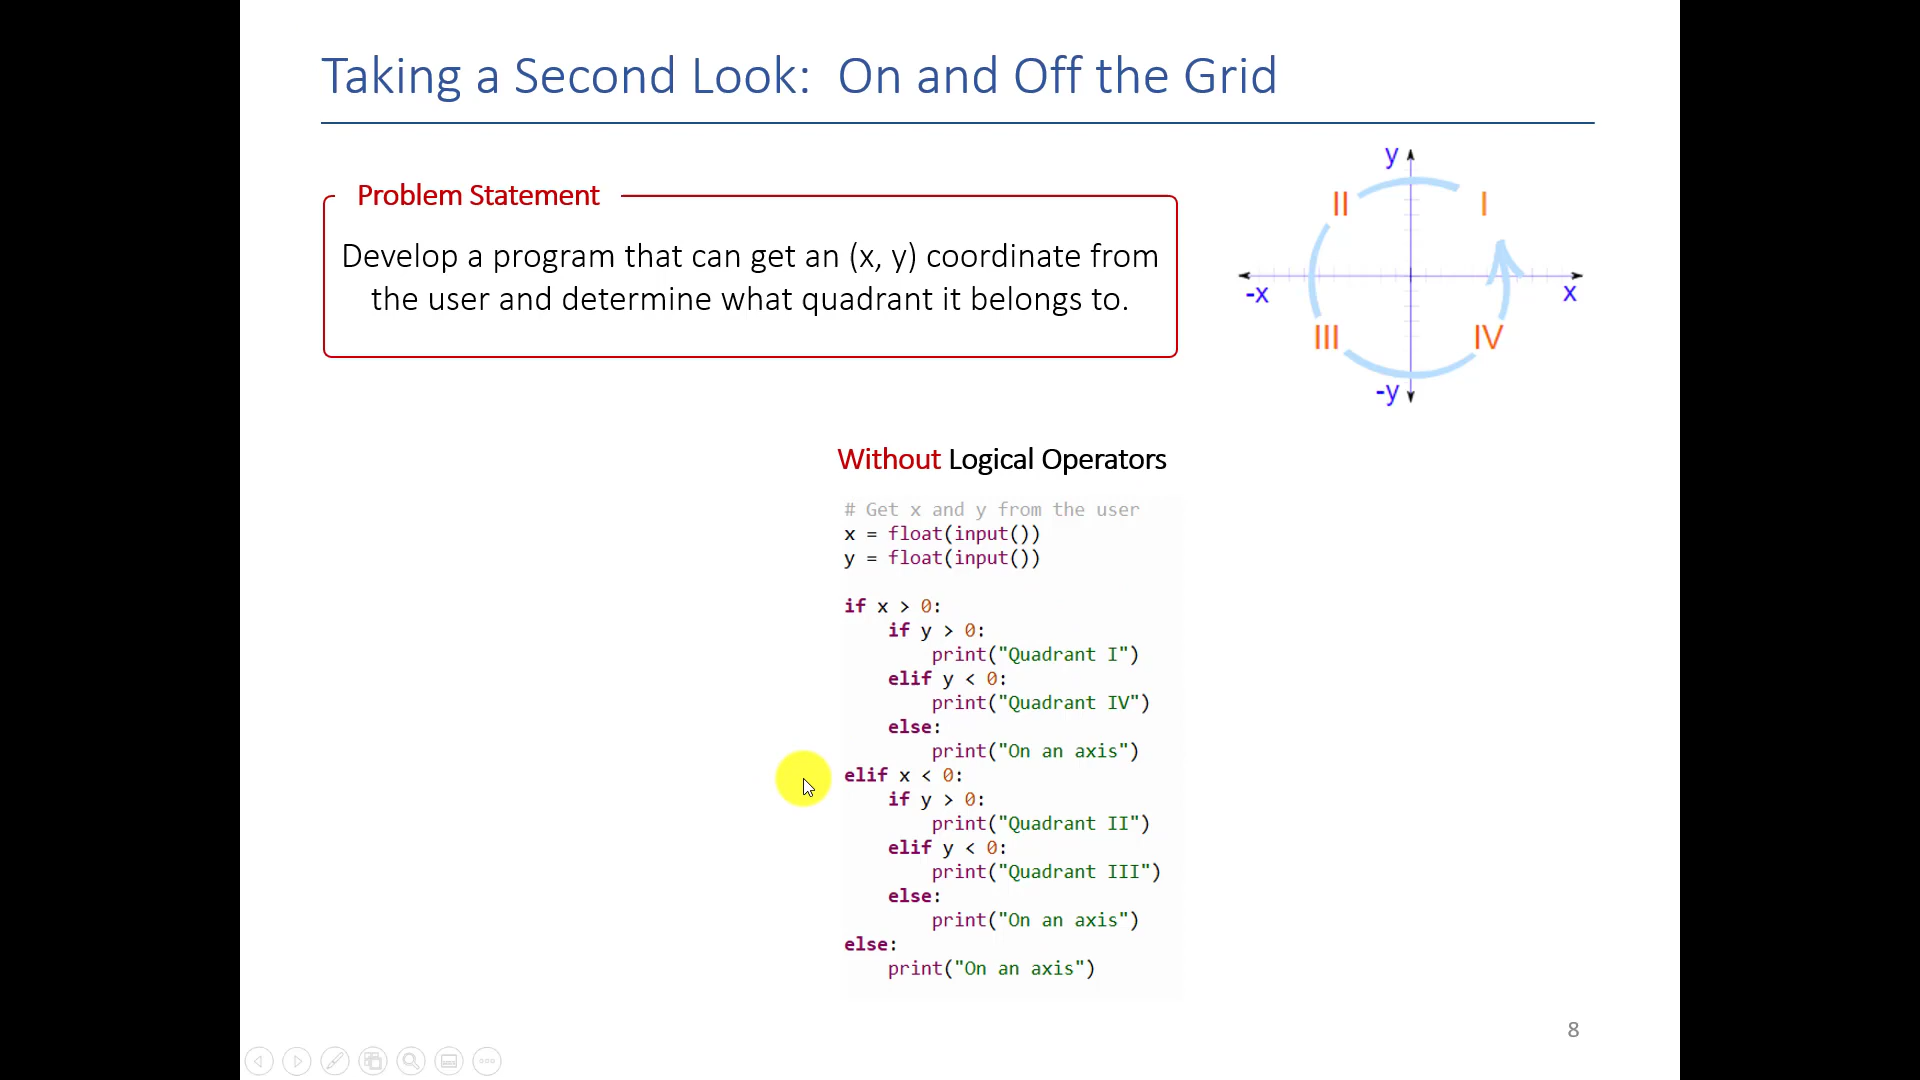 Taking a Second Look:  On and Off the Grid
Problem Statement
Develop a program that can get an (x, y) coordinate from
the user and determine what quadrant it belongs to.
y
II
I
-x
x
III
IV
-y
Without Logical Operators
# Get x and y from the user
x = float(input())
y = float(input())
if x > 0:
    if y > 0:
        print("Quadrant I")
    elif y < 0:
        print("Quadrant IV")
    else:
        print("On an axis")
elif x < 0:
    if y > 0:
        print("Quadrant II")
    elif y < 0:
        print("Quadrant III")
    else:
        print("On an axis")
else:
    print("On an axis")
8